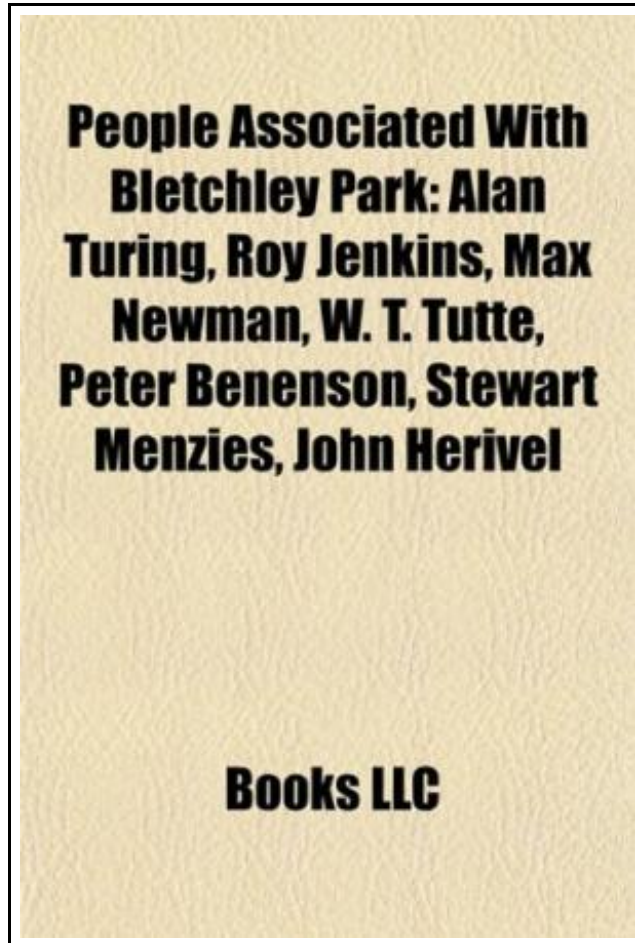 People Associated With
Bletchley Park: Alan
Turing, Roy Jenkins, Max
Newman, W. T. Tutte,
Peter Benenson, Stewart
Menzies, John Herivel
Books LLC